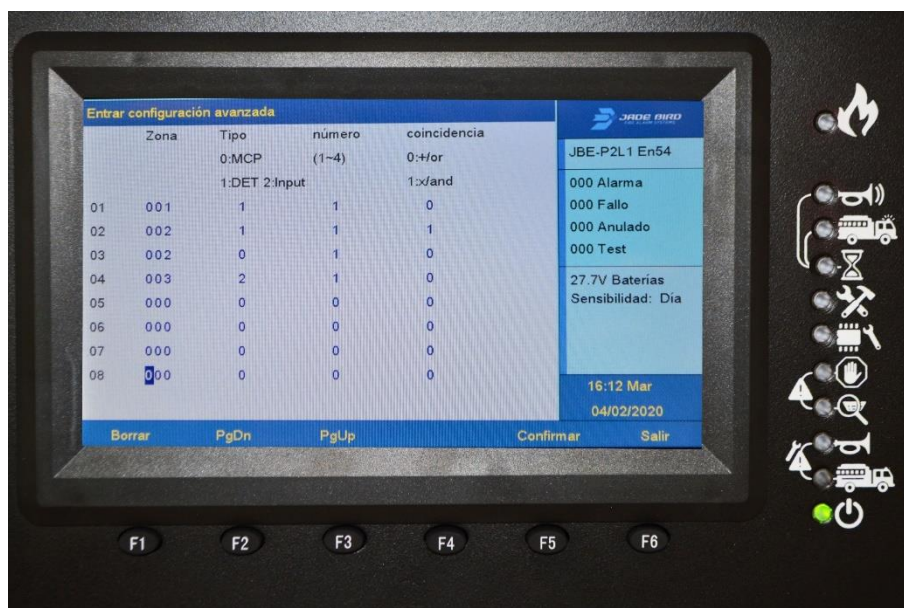 Entrar configuración avanzada
Zona Tipo número coincidencia
0:MCP (1~4) 0:+/or
1:DET 2:Input 1:x/and
01 001 1 1 0
02 002 1 1 1
03 002 0 1 0
04 003 2 1 0
05 000 0 0 0
06 000 0 0 0
07 000 0 0 0
08 000 0 0 0
Borrar PgDn PgUp Confirmar Salir
JADE BIRD
FIRE ALARM SYSTEMS
JBE-P2L1 En54
000 Alarma
000 Fallo
000 Anulado
000 Test
27.7V Baterías
Sensibilidad: Día
16:12 Mar
04/02/2020
F1 F2 F3 F4 F5 F6